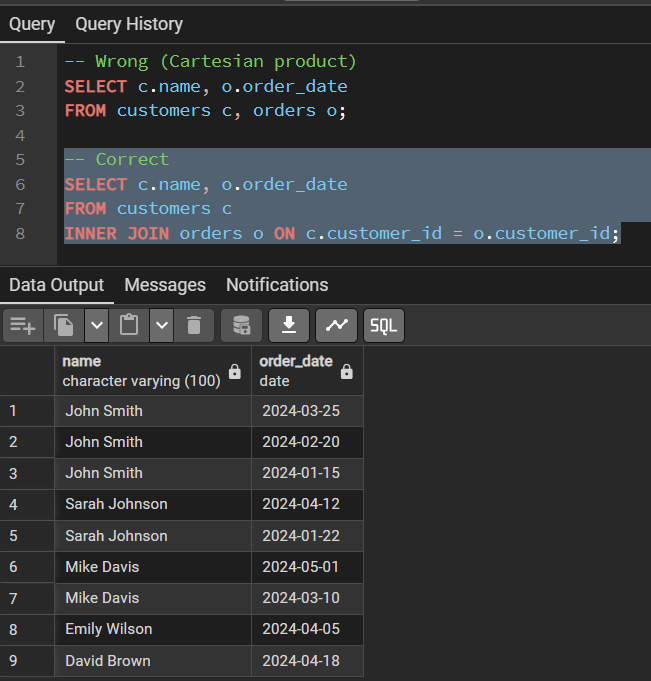 Query Query History
1 -- Wrong (Cartesian product)
2 SELECT c.name, o.order_date
3 FROM customers c, orders o;
4
5 -- Correct
6 SELECT c.name, o.order_date
7 FROM customers c
8 INNER JOIN orders o ON c.customer_id = o.customer_id;
Data Output Messages Notifications
SQL
name order_date
character varying (100) date
1 John Smith 2024-03-25
2 John Smith 2024-02-20
3 John Smith 2024-01-15
4 Sarah Johnson 2024-04-12
5 Sarah Johnson 2024-01-22
6 Mike Davis 2024-05-01
7 Mike Davis 2024-03-10
8 Emily Wilson 2024-04-05
9 David Brown 2024-04-18